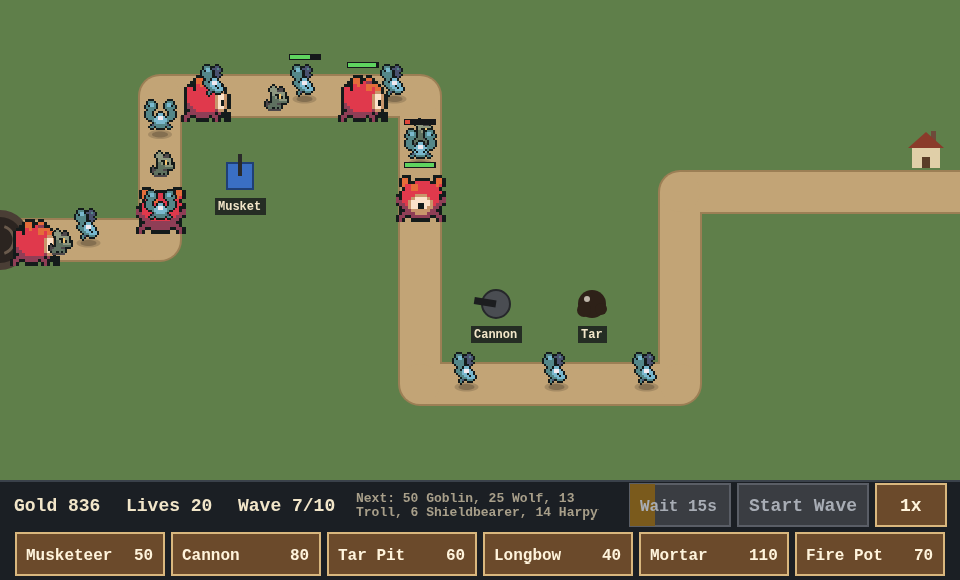 Musket
Cannon
Tar
Gold 836
Lives 20
Wave 7/10
Next: 50 Goblin, 25 Wolf, 13
Troll, 6 Shieldbearer, 14 Harpy
Wait 15s
Start Wave
1x
Musketeer 50
Cannon 80
Tar Pit 60
Longbow 40
Mortar 110
Fire Pot 70